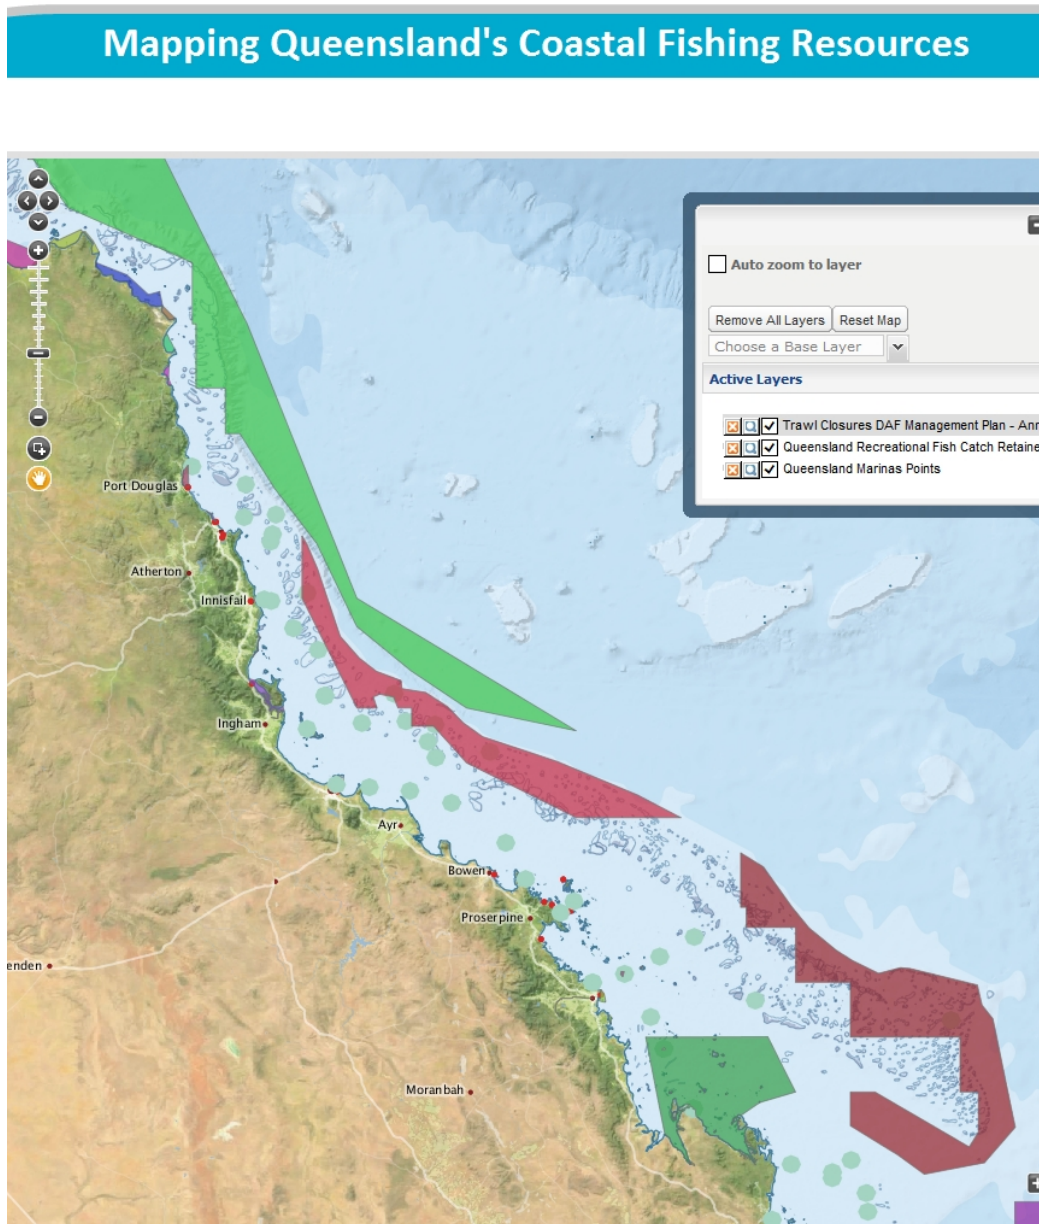 Mapping Queensland's Coastal Fishing Resources
Auto zoom to layer
Remove All Layers Reset Map
Choose a Base Layer
Active Layers
Trawl Closures DAF Management Plan - Ann
Queensland Recreational Fish Catch Retaine
Queensland Marinas Points
Port Douglas
Atherton
Innisfail
Ingham
Ayr
Bowen
Proserpine
enden
Moranbah